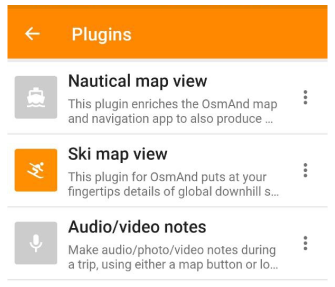 Plugins
Nautical map view
This plugin enriches the OsmAnd map
and navigation app to also produce ...
Ski map view
This plugin for OsmAnd puts at your
fingertips details of global downhill s...
Audio/video notes
Make audio/photo/video notes during
a trip, using either a map button or lo...